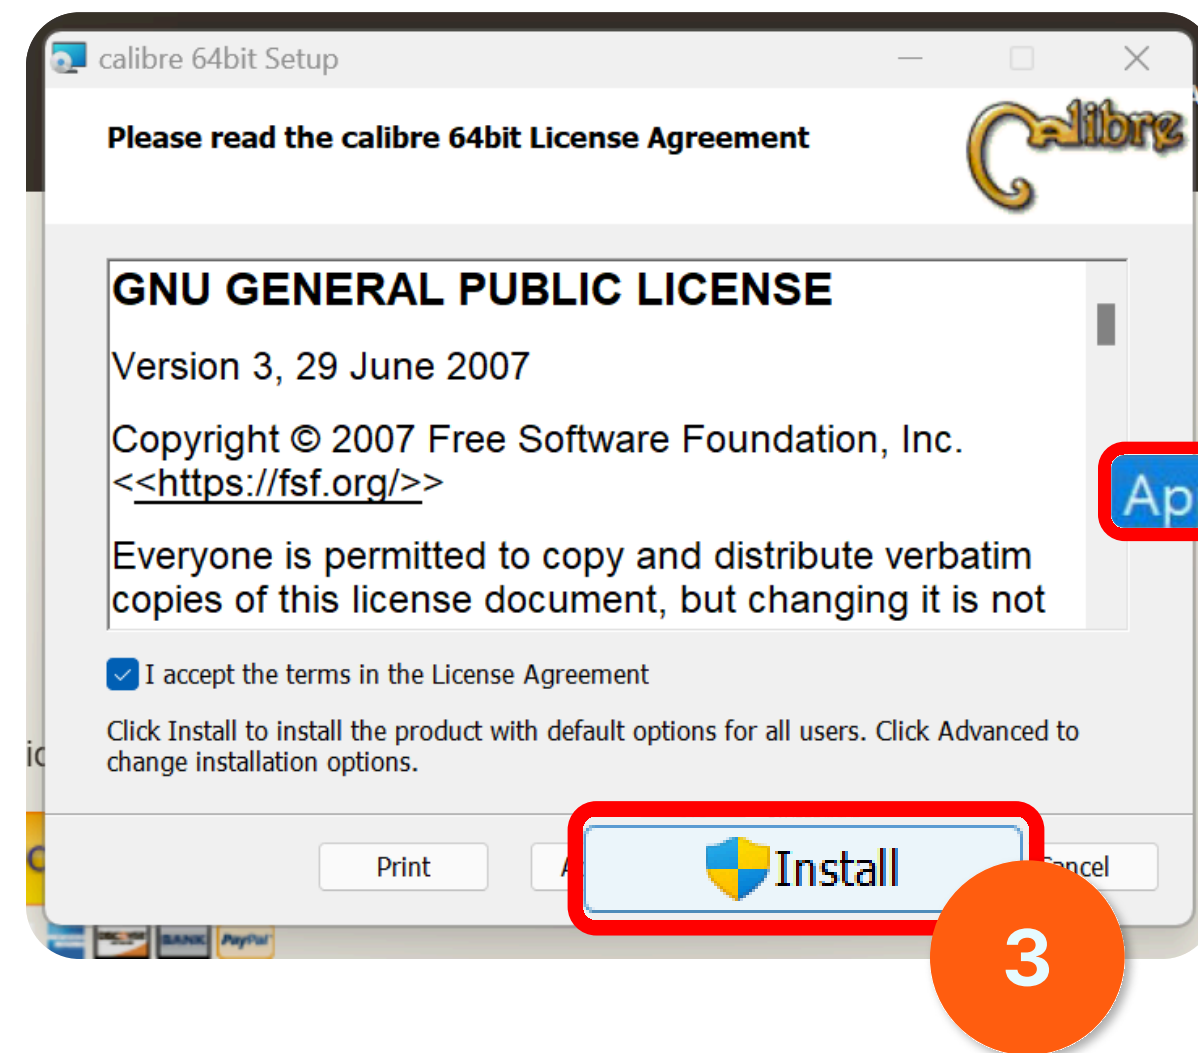 calibre 64bit Setup
Please read the calibre 64bit License Agreement
Calibre
GNU GENERAL PUBLIC LICENSE
Version 3, 29 June 2007
Copyright © 2007 Free Software Foundation, Inc.
<<https://fsf.org/>>
Ap
Everyone is permitted to copy and distribute verbatim
copies of this license document, but changing it is not
I accept the terms in the License Agreement
Click Install to install the product with default options for all users. Click Advanced to
change installation options.
Print
Install
3
BANK
PayPal